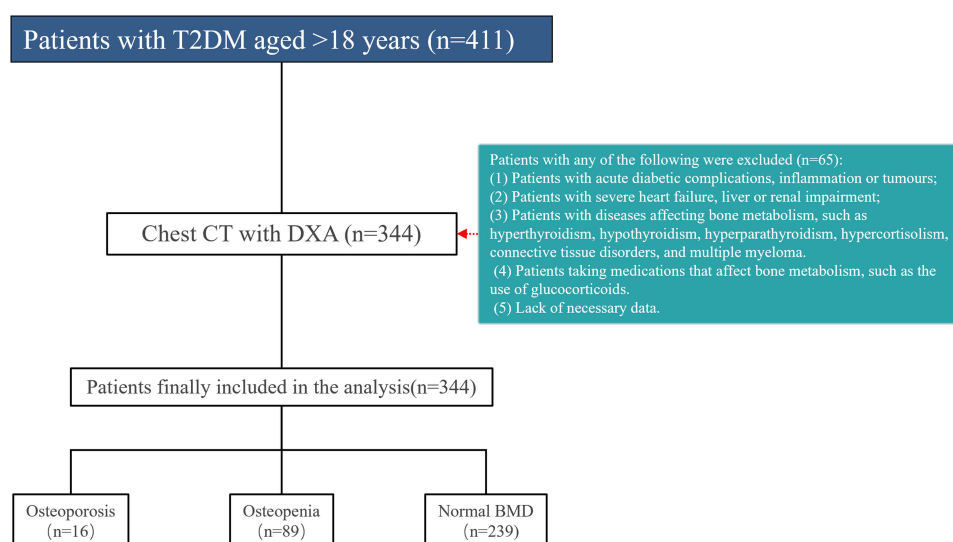 Patients with T2DM aged >18 years (n=411)
Patients with any of the following were excluded (n=65):
(1) Patients with acute diabetic complications, inflammation or tumours;
(2) Patients with severe heart failure, liver or renal impairment;
(3) Patients with diseases affecting bone metabolism, such as
hyperthyroidism, hypothyroidism, hyperparathyroidism, hypercortisolism,
connective tissue disorders, and multiple myeloma.
(4) Patients taking medications that affect bone metabolism, such as the
use of glucocorticoids.
(5) Lack of necessary data.
Chest CT with DXA (n=344)
Patients finally included in the analysis(n=344)
Osteoporosis
(n=16)
Osteopenia
(n=89)
Normal BMD
(n=239)